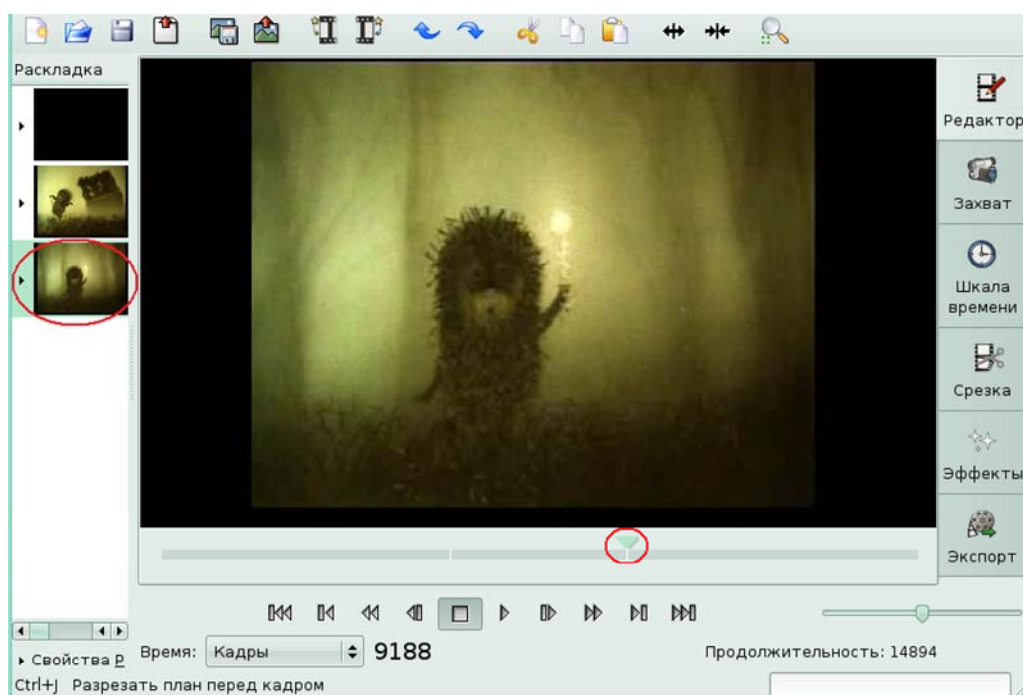 Раскладка
Редактор
Захват
Шкала
времени
Срезка
Эффекты
Экспорт
Время: Кадры 9188 Продолжительность: 14894
Свойства Р
Ctrl+J Разрезать план перед кадром